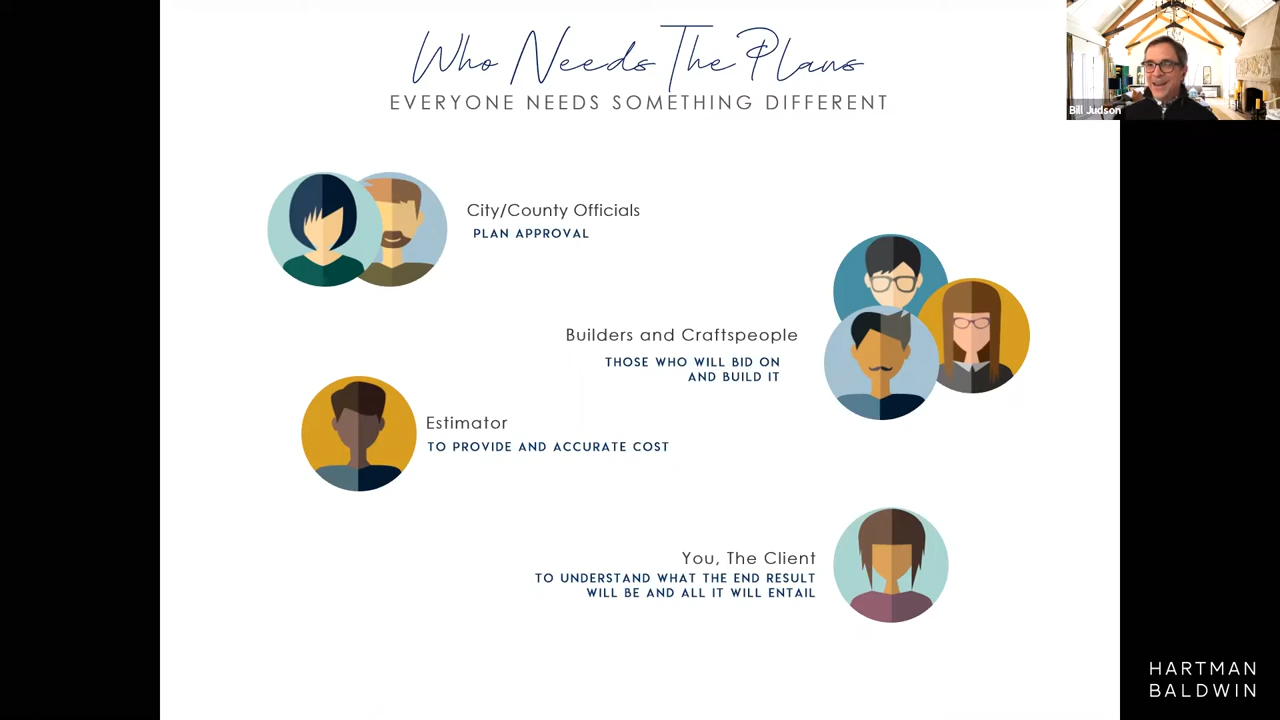 Who Needs The Plans
EVERYONE NEEDS SOMETHING DIFFERENT
Bill Judson
City/County Officials
PLAN APPROVAL
Builders and Craftspeople
THOSE WHO WILL BID ON
AND BUILD IT
Estimator
TO PROVIDE AND ACCURATE COST
You, The Client
TO UNDERSTAND WHAT THE END RESULT
WILL BE AND ALL IT WILL ENTAIL
HARTMAN
BALDWIN